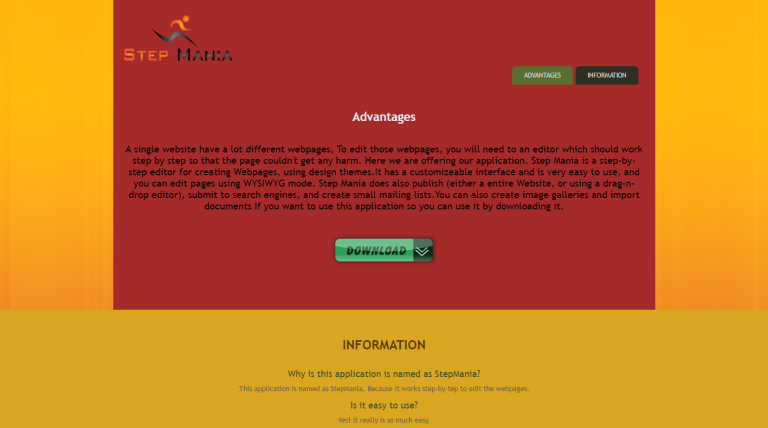 STEP MANIA
ADVANTAGES
INFORMATION
Advantages
A single website have a lot different webpages, To edit those webpages, you will need to an editor which should work
step by step so that the page couldn't get any harm. Here we are offering our application. Step Mania is a step-by-
step editor for creating Webpages, using design themes.It has a customizeable interface and is very easy to use, and
you can edit pages using WYSIWYG mode. Step Mania does also publish (either a entire Website, or using a drag-n-
drop editor), submit to search engines, and create small mailing lists.You can also create image galleries and import
documents If you want to use this application so you can use it by downloading it.
DOWNLOAD
INFORMATION
Why is this application is named as StepMania?
This application is named as StepMania, Because it works step-by-tep to edit the webpages.
Is it easy to use?
Yes! It really is so much easy.